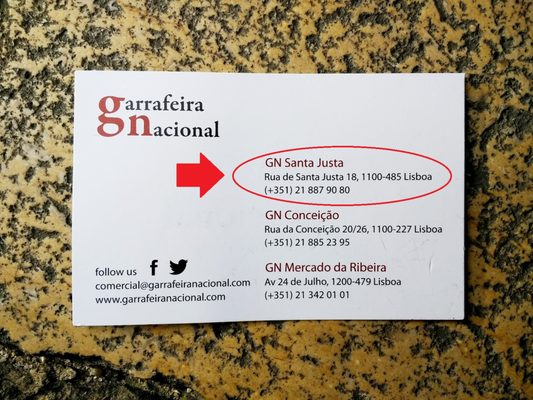 garrafeira
gnacional
GN Santa Justa
Rua de Santa Justa 18, 1100-485 Lisboa
(+351) 21 887 90 80
GN Conceição
Rua da Conceição 20/26, 1100-227 Lisboa
(+351) 21 885 23 95
GN Mercado da Ribeira
Av 24 de Julho, 1200-479 Lisboa
(+351) 21 342 01 01
follow us
comercial@garrafeiranacional.com
www.garrafeiranacional.com